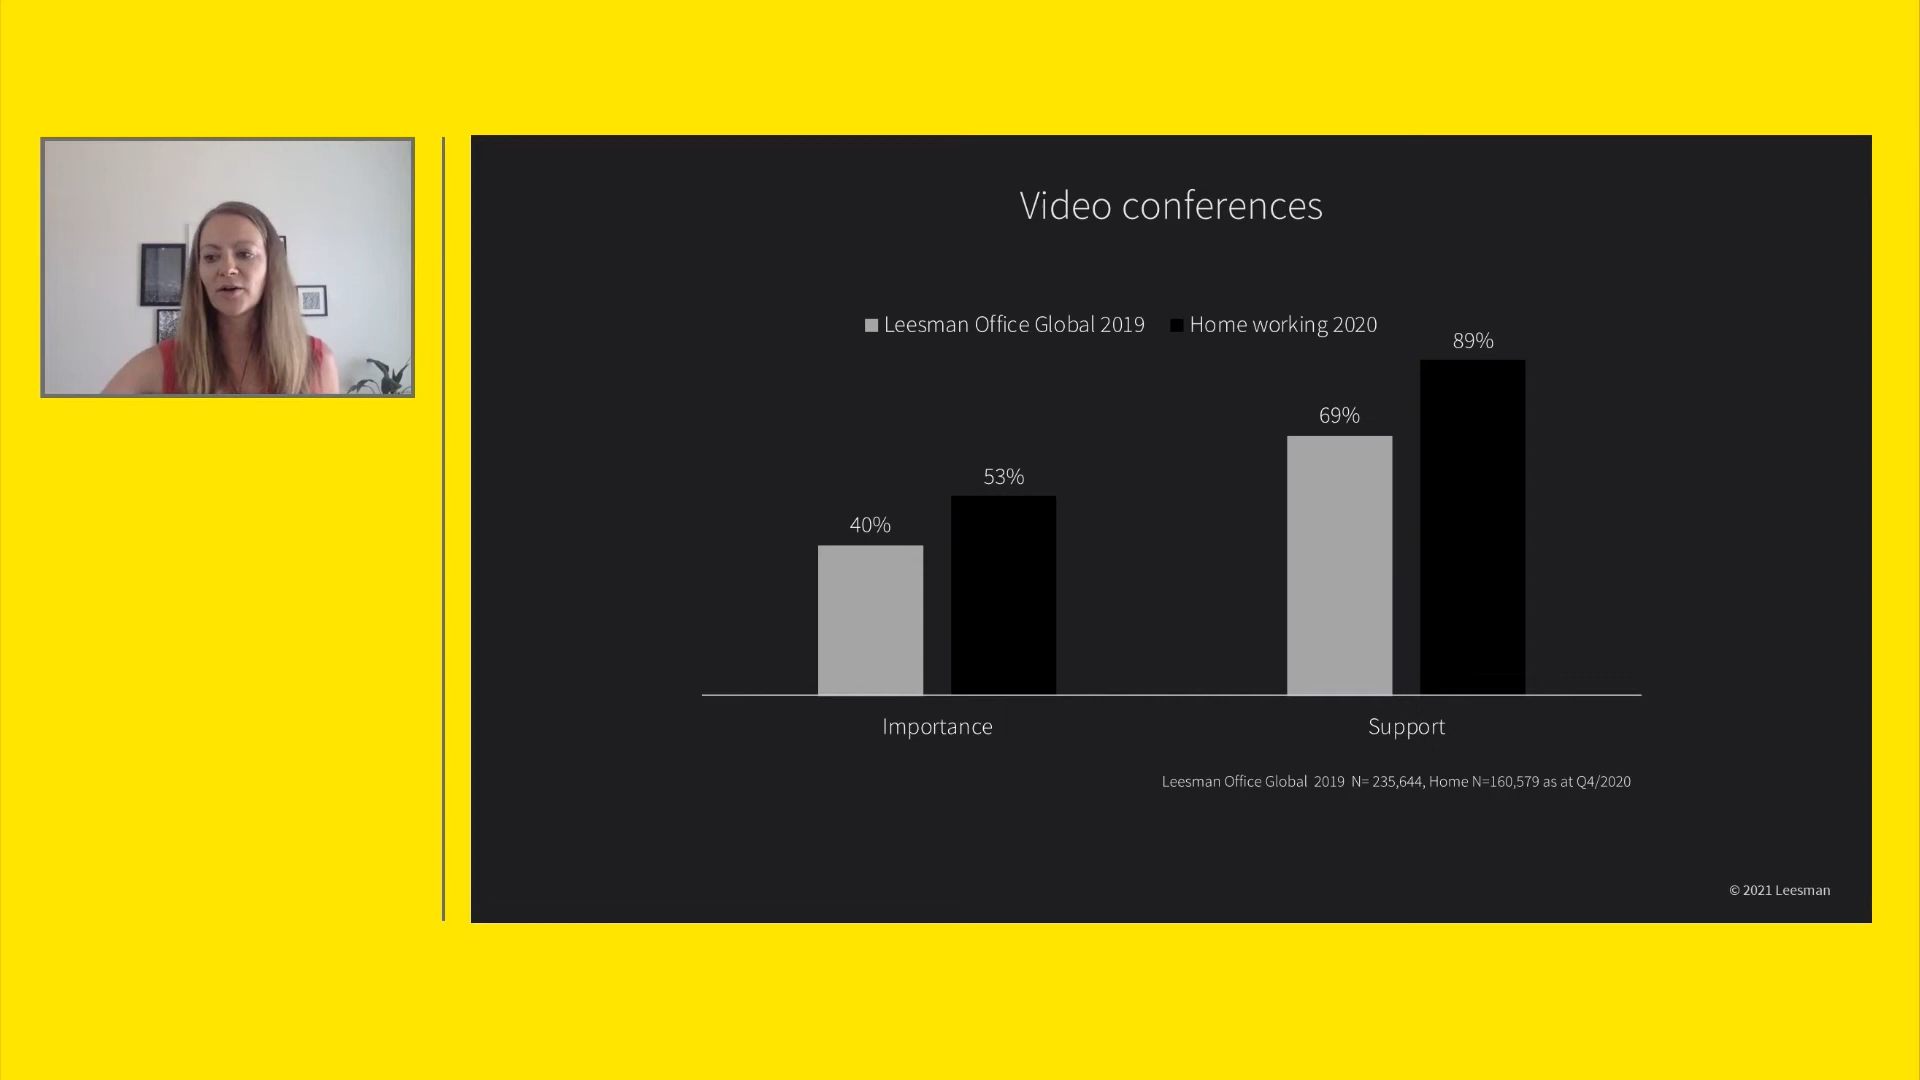 Video conferences
Leesman Office Global 2019 Home working 2020
89%
69%
53%
40%
Importance Support
Leesman Office Global 2019 N= 235,644, Home N=160,579 as at Q4/2020
© 2021 Leesman